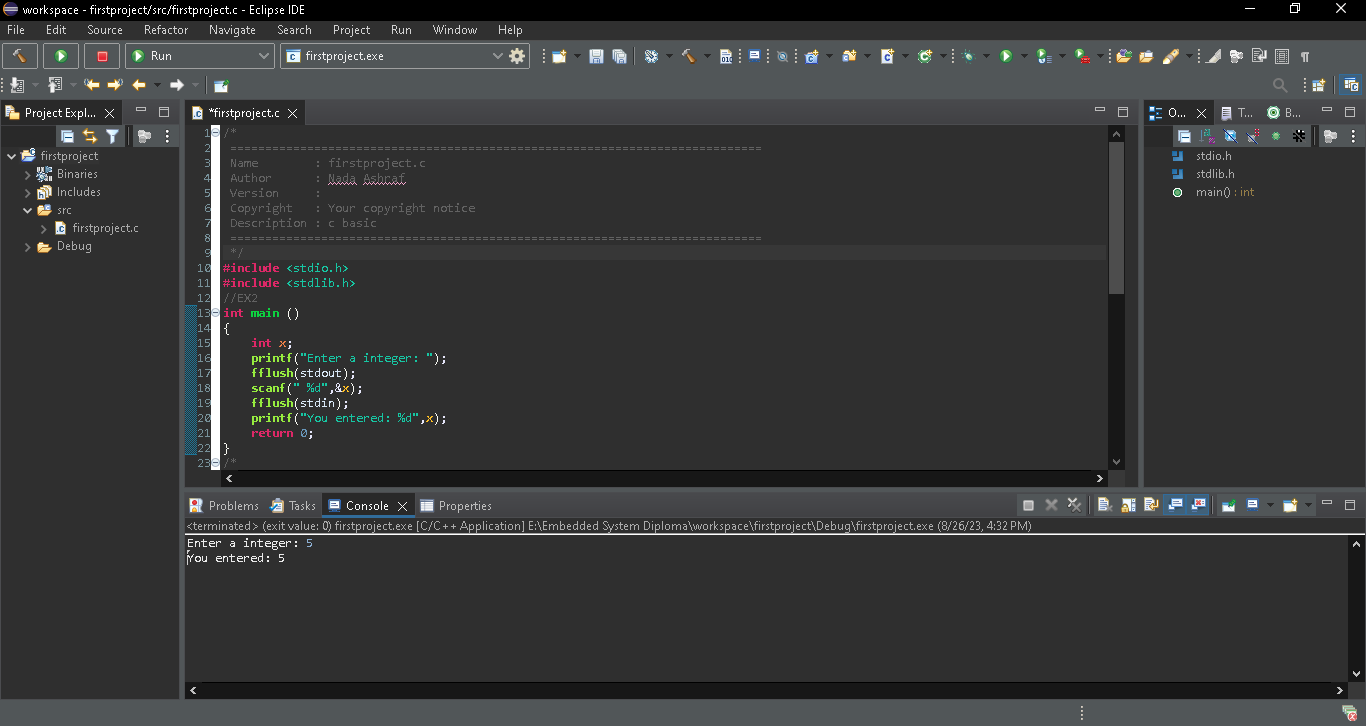 workspace - firstproject/src/firstproject.c - Eclipse IDE
File Edit Source Refactor Navigate Search Project Run Window Help
Run firstproject.exe
Project Expl...
firstproject
Binaries
Includes
src
firstproject.c
Debug
*firstproject.c
1 /*
2 ============================================================================
3 Name        : firstproject.c
4 Author      : Nada Ashraf
5 Version     :
6 Copyright   : Your copyright notice
7 Description : c basic
8 ============================================================================
9 */
10 #include <stdio.h>
11 #include <stdlib.h>
12 //EX2
13 int main ()
14 {
15     int x;
16     printf("Enter a integer: ");
17     fflush(stdout);
18     scanf(" %d",&x);
19     fflush(stdin);
20     printf("You entered: %d",x);
21     return 0;
22 }
23 /*
O... T... B...
stdio.h
stdlib.h
main() : int
Problems Tasks Console Properties
<terminated> (exit value: 0) firstproject.exe [C/C++ Application] E:\Embedded System Diploma\workspace\firstproject\Debug\firstproject.exe (8/26/23, 4:32 PM)
Enter a integer: 5
You entered: 5